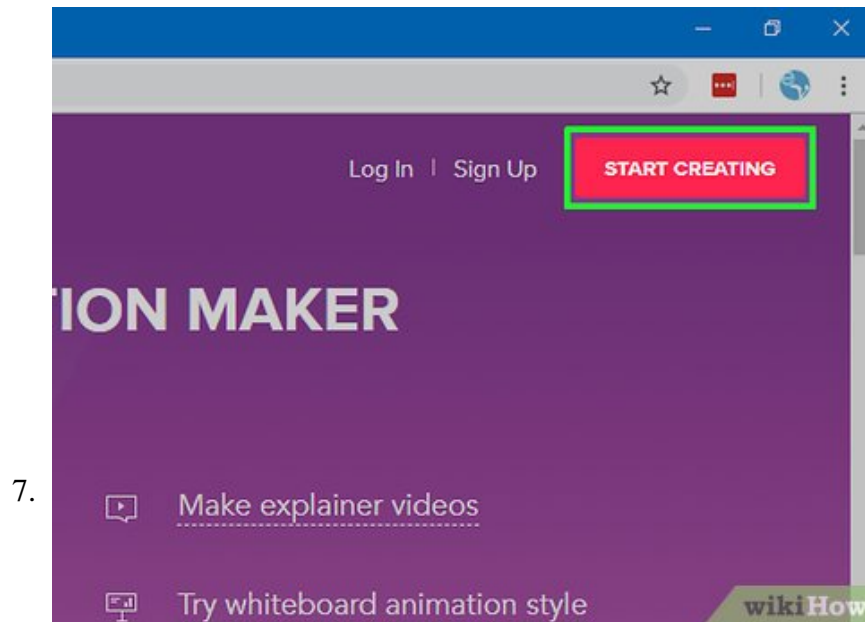 Log In | Sign Up
START CREATING
TION MAKER
7.
Make explainer videos
Try whiteboard animation style
wikiHow